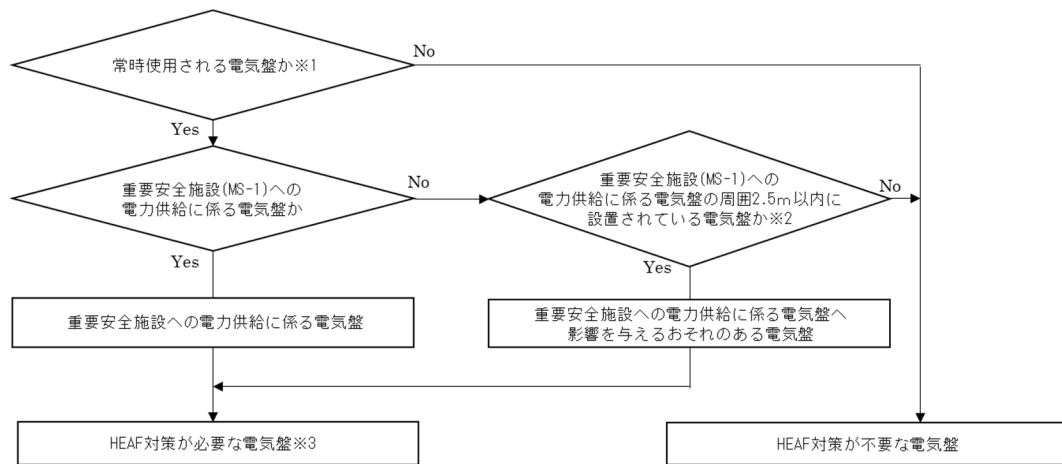 常時使用される電気盤か※1
No
Yes
重要安全施設(MS-1)への
電力供給に係る電気盤か
No
重要安全施設(MS-1)への
電力供給に係る電気盤の周囲2.5m以内に
設置されている電気盤か※2
No
Yes
Yes
重要安全施設への電力供給に係る電気盤
重要安全施設への電力供給に係る電気盤へ
影響を与えるおそれのある電気盤
HEAF対策が必要な電気盤※3
HEAF対策が不要な電気盤